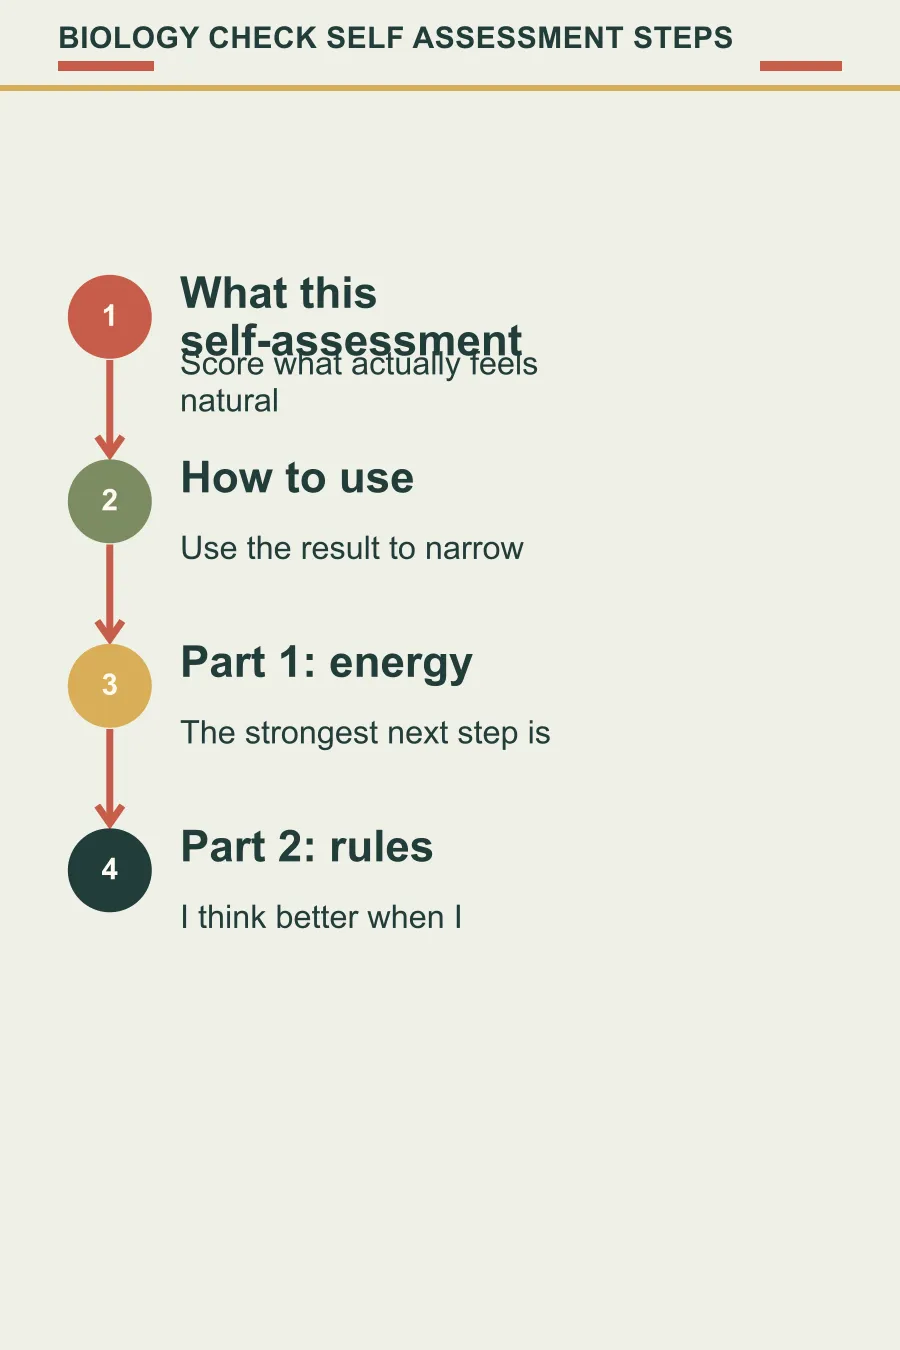 BIOLOGY CHECK SELF ASSESSMENT STEPS
1
What this
self-assessment
Score what actually feels
natural
2
How to use
Use the result to narrow
3
Part 1: energy
The strongest next step is
4
Part 2: rules
I think better when I